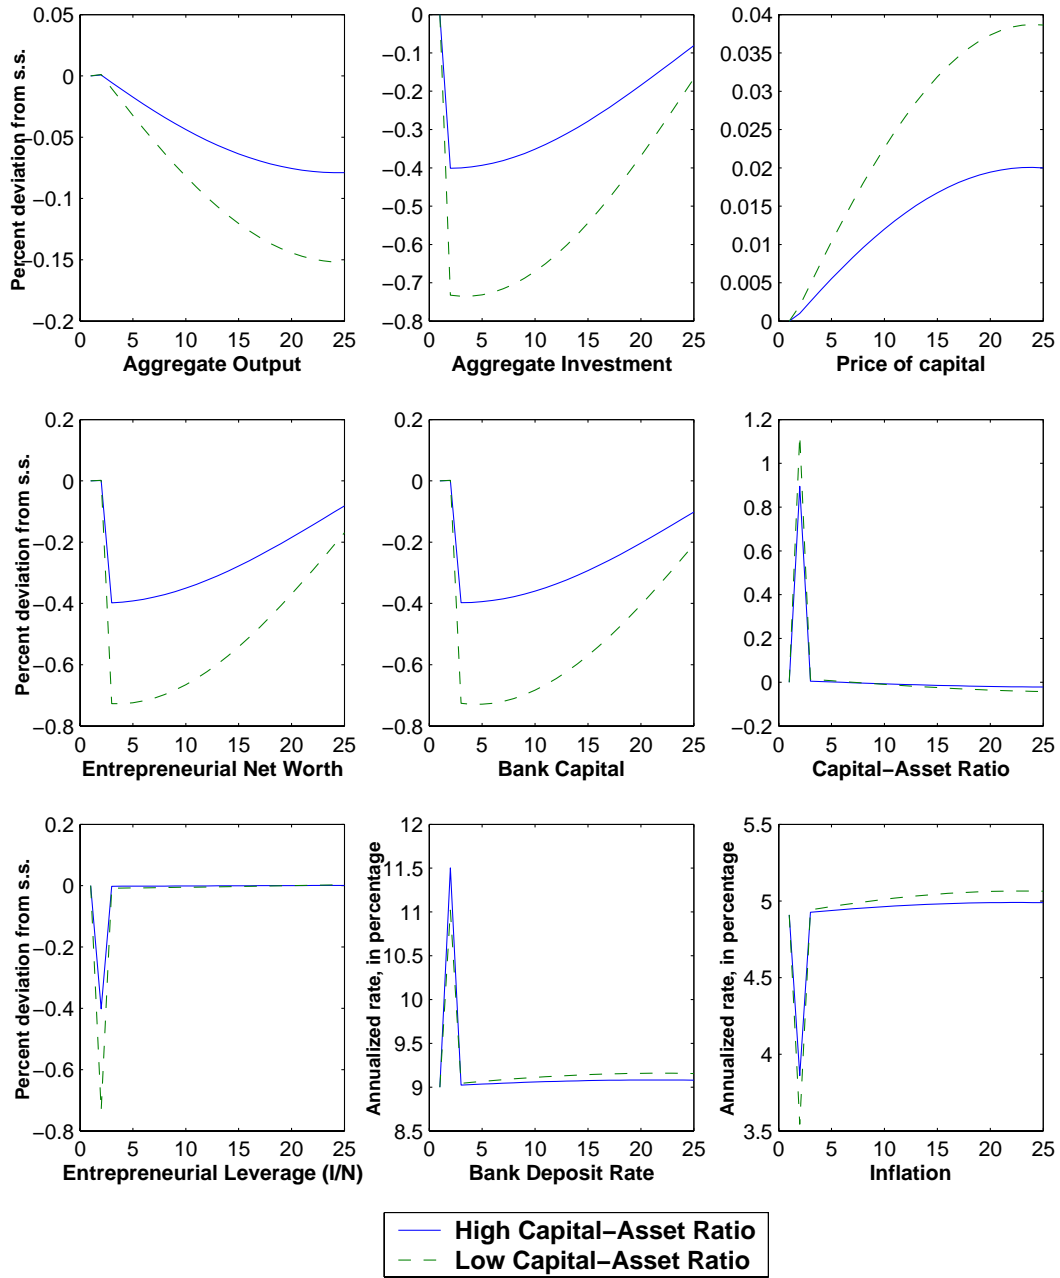 Percent deviation from s.s.
0.05
0
−0.05
−0.1
−0.15
−0.2
0 5 10 15 20 25
Aggregate Output
0
−0.1
−0.2
−0.3
−0.4
−0.5
−0.6
−0.7
−0.8
0 5 10 15 20 25
Aggregate Investment
0.04
0.035
0.03
0.025
0.02
0.015
0.01
0.005
0
0 5 10 15 20 25
Price of capital
Percent deviation from s.s.
0.2
0
−0.2
−0.4
−0.6
−0.8
0 5 10 15 20 25
Entrepreneurial Net Worth
0.2
0
−0.2
−0.4
−0.6
−0.8
0 5 10 15 20 25
Bank Capital
1.2
1
0.8
0.6
0.4
0.2
0
−0.2
0 5 10 15 20 25
Capital−Asset Ratio
Percent deviation from s.s.
0.2
0
−0.2
−0.4
−0.6
−0.8
0 5 10 15 20 25
Entrepreneurial Leverage (I/N)
Annualized rate, in percentage
12
11.5
11
10.5
10
9.5
9
8.5
0 5 10 15 20 25
Bank Deposit Rate
Annualized rate, in percentage
5.5
5
4.5
4
3.5
0 5 10 15 20 25
Inflation
High Capital−Asset Ratio
Low Capital−Asset Ratio